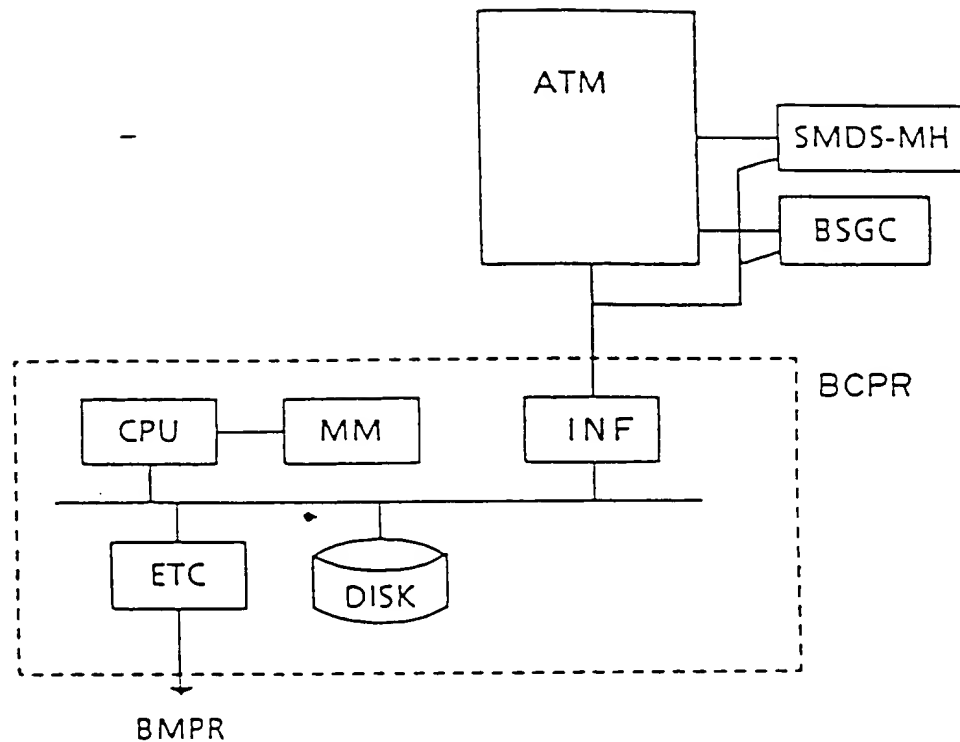 ATM
SMDS-MH
BSGC
BCPR
CPU
MM
INF
ETC
DISK
BMPR